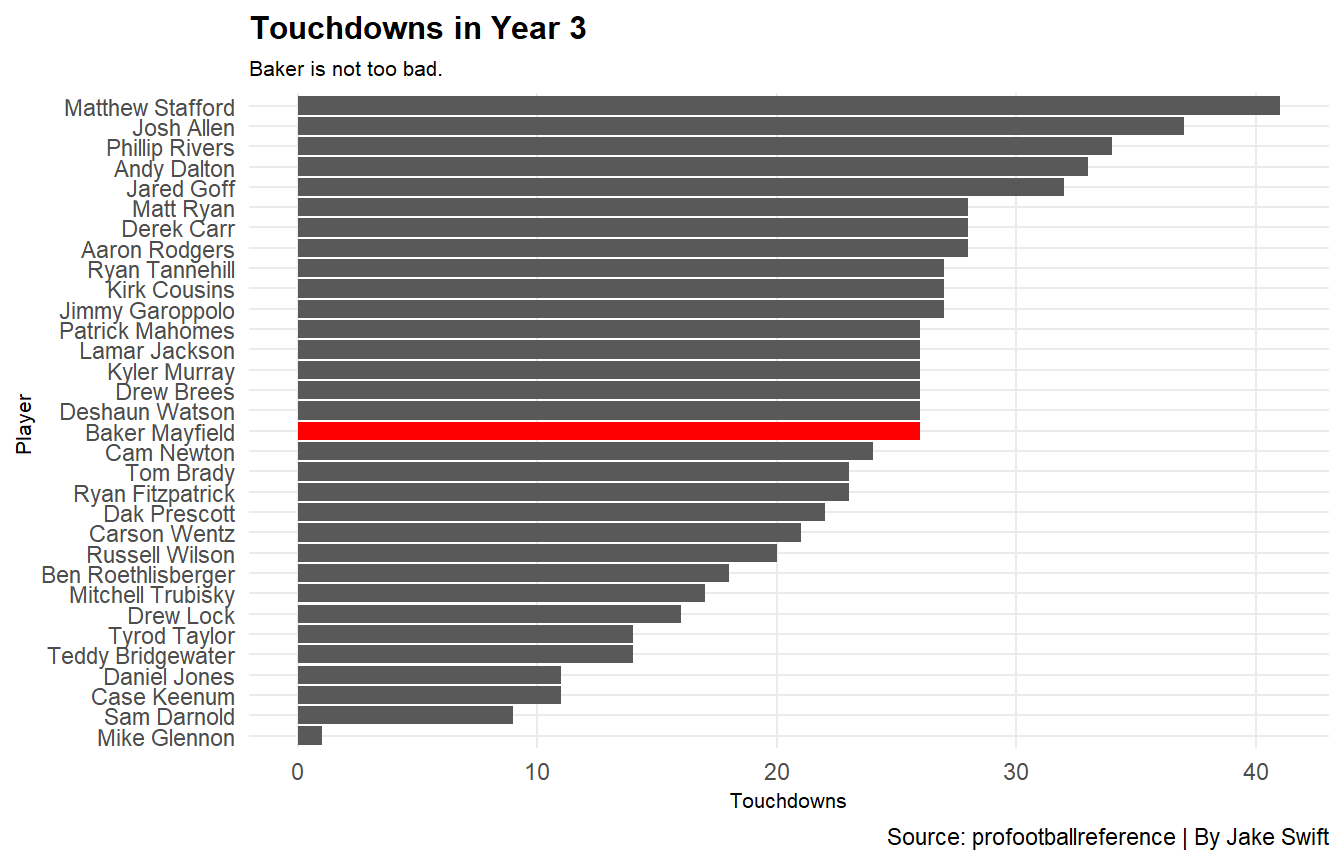 Touchdowns in Year 3
Baker is not too bad.
Player
Matthew Stafford
Josh Allen
Phillip Rivers
Andy Dalton
Jared Goff
Matt Ryan
Derek Carr
Aaron Rodgers
Ryan Tannehill
Kirk Cousins
Jimmy Garoppolo
Patrick Mahomes
Lamar Jackson
Kyler Murray
Drew Brees
Deshaun Watson
Baker Mayfield
Cam Newton
Tom Brady
Ryan Fitzpatrick
Dak Prescott
Carson Wentz
Russell Wilson
Ben Roethlisberger
Mitchell Trubisky
Drew Lock
Tyrod Taylor
Teddy Bridgewater
Daniel Jones
Case Keenum
Sam Darnold
Mike Glennon
0 10 20 30 40
Touchdowns
Source: profootballreference | By Jake Swift